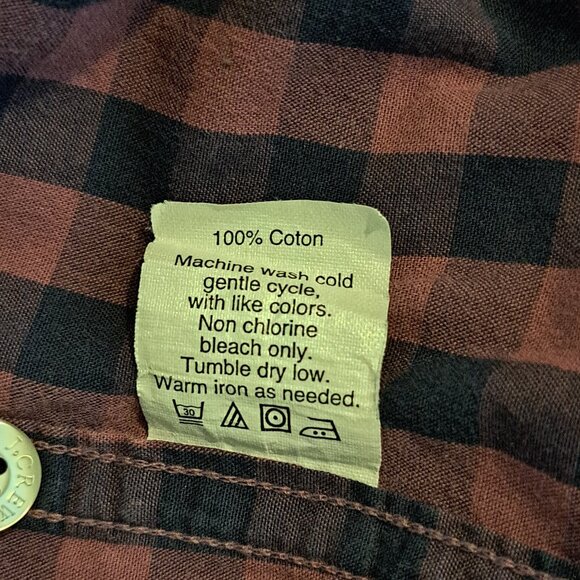 100% Coton
Machine wash cold
gentle cycle,
with like colors.
Non chlorine
bleach only.
Tumble dry low.
Warm iron as needed.
30
J.CREW